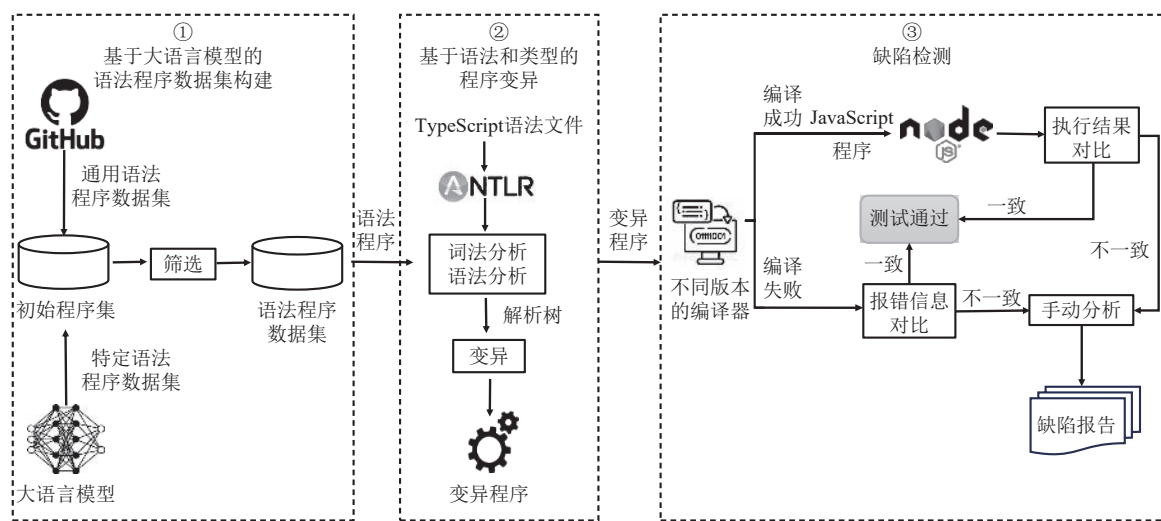 ①
基于大语言模型的
语法程序数据集构建
GitHub
通用语法
程序数据集
初始程序集
筛选
语法程序
数据集
特定语法
程序数据集
大语言模型
语法
程序
②
基于语法和类型的
程序变异
TypeScript语法文件
ANTLR
词法分析
语法分析
解析树
变异
变异程序
变异
程序
③
缺陷检测
不同版本
的编译器
编译
成功
JavaScript
程序
node
JS
执行结果
对比
一致
测试通过
不一致
编译
失败
一致
报错信息
对比
不一致
手动分析
缺陷报告